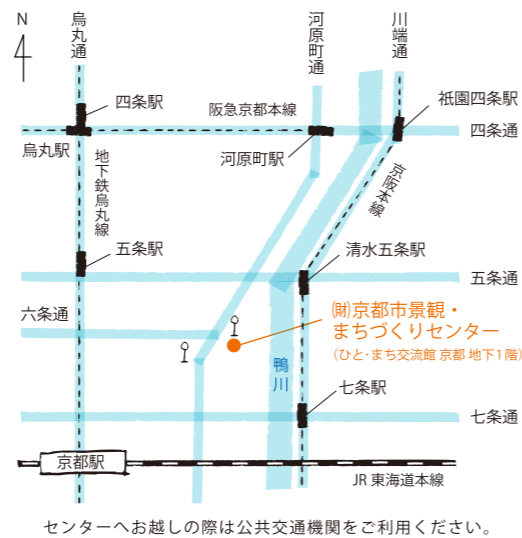 N
烏丸通
河原町通
川端通
四条駅
阪急京都本線
祇園四条駅
四条通
烏丸駅
河原町駅
地下鉄烏丸線
京阪本線
五条駅
清水五条駅
五条通
六条通
㈶京都市景観・
まちづくりセンター
(ひと・まち交流館 京都 地下1階)
鴨川
七条駅
七条通
京都駅
JR 東海道本線
センターへお越しの際は公共交通機関をご利用ください。